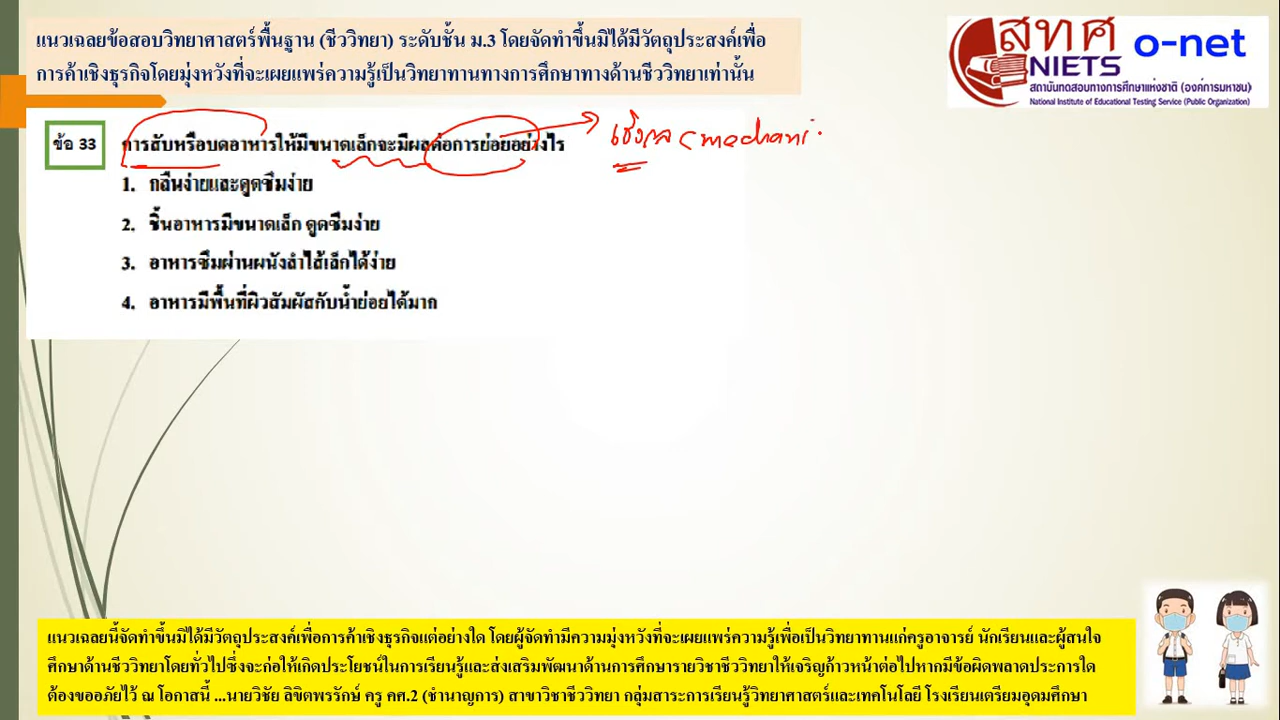 แนวเฉลยข้อสอบวิทยาศาสตร์พื้นฐาน (ชีววิทยา) ระดับชั้น ม.3 โดยจัดทำขึ้นมิได้มีวัตถุประสงค์เพื่อ
การค้าเชิงธุรกิจโดยมุ่งหวังที่จะเผยแพร่ความรู้เป็นวิทยาทานทางการศึกษาทางด้านชีววิทยาเท่านั้น
สทศ
NIETS
o-net
สถาบันทดสอบทางการศึกษาแห่งชาติ (องค์การมหาชน)
National Institute of Educational Testing Service (Public Organization)
ข้อ 33 การสับหรือบดอาหารให้มีขนาดเล็กจะมีผลต่อการย่อยอย่างไร เชิงกล (mechani
1. กลืนง่ายและดูดซึมง่าย
2. ชิ้นอาหารมีขนาดเล็ก ดูดซึมง่าย
3. อาหารซึมผ่านผนังลำไส้เล็กได้ง่าย
4. อาหารมีพื้นที่ผิวสัมผัสกับน้ำย่อยได้มาก
แนวเฉลยนี้จัดทำขึ้นมิได้มีวัตถุประสงค์เพื่อการค้าเชิงธุรกิจแต่อย่างใด โดยผู้จัดทำมีความมุ่งหวังที่จะเผยแพร่ความรู้เพื่อเป็นวิทยาทานแก่ครูอาจารย์ นักเรียนและผู้สนใจ
ศึกษาด้านชีววิทยาโดยทั่วไปซึ่งจะก่อให้เกิดประโยชน์ในการเรียนรู้และส่งเสริมพัฒนาด้านการศึกษารายวิชาชีววิทยาให้เจริญก้าวหน้าต่อไปหากมีข้อผิดพลาดประการใด
ต้องขออภัยไว้ ณ โอกาสนี้ ...นายวิชัย ลิขิตพรรักษ์ ครู คศ.2 (ชำนาญการ) สาขาวิชาชีววิทยา กลุ่มสาระการเรียนรู้วิทยาศาสตร์และเทคโนโลยี โรงเรียนเตรียมอุดมศึกษา